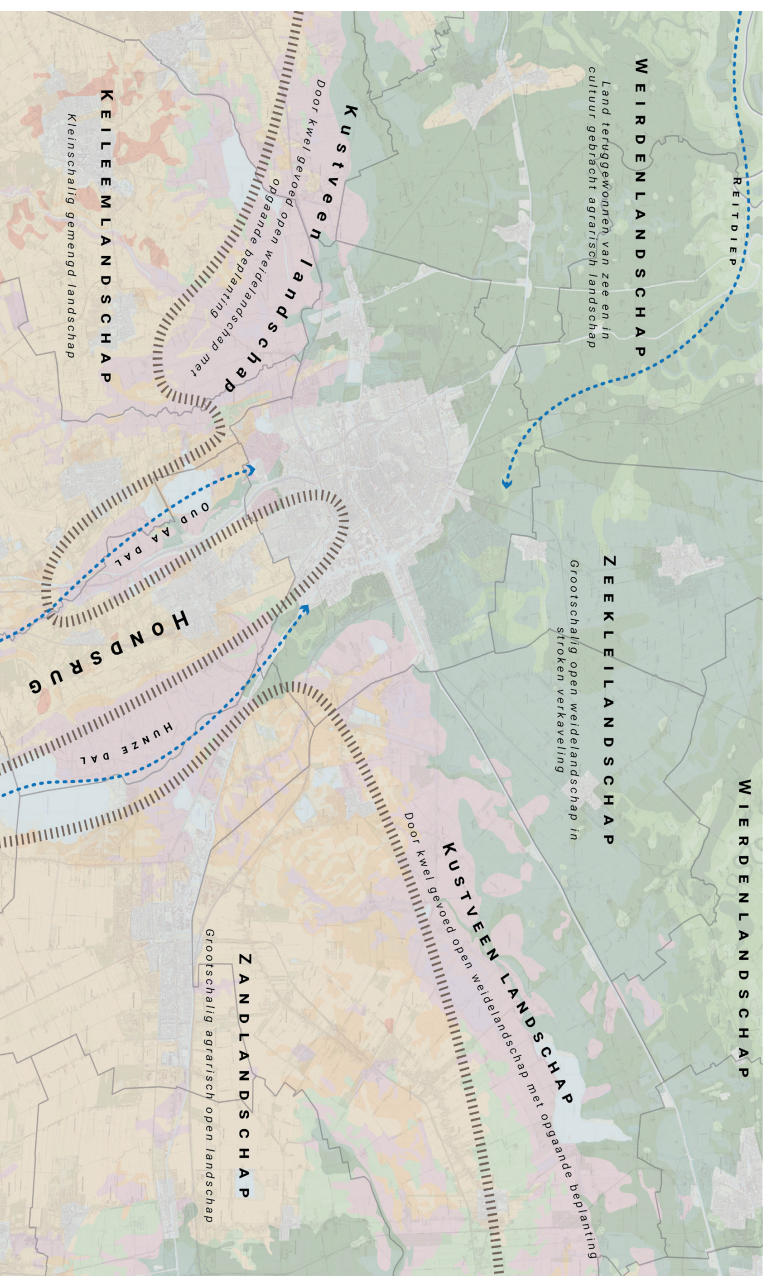 WEIRDENLANDSCHAP
Land teruggewonnen van zee en in
cultuur gebracht agrarisch landschap
REITDIEP
Kustveen landschap
Door kwel gevoed open weidelandschap met
opgaande beplanting
KEILEEMLANDSCHAP
Kleinschalig gemengd landschap
WIERDENLANDSCHAP
ZEEKLEILANDSCHAP
Grootschalig open weidelandschap in
stroken verkaveling
OUD AA DAL
HONDSRUG
HUNZE DAL
KUSTVEEN LANDSCHAP
Door kwel gevoed open weidelandschap met opgaande beplanting
ZANDLANDSCHAP
Grootschalig agrarisch open landschap